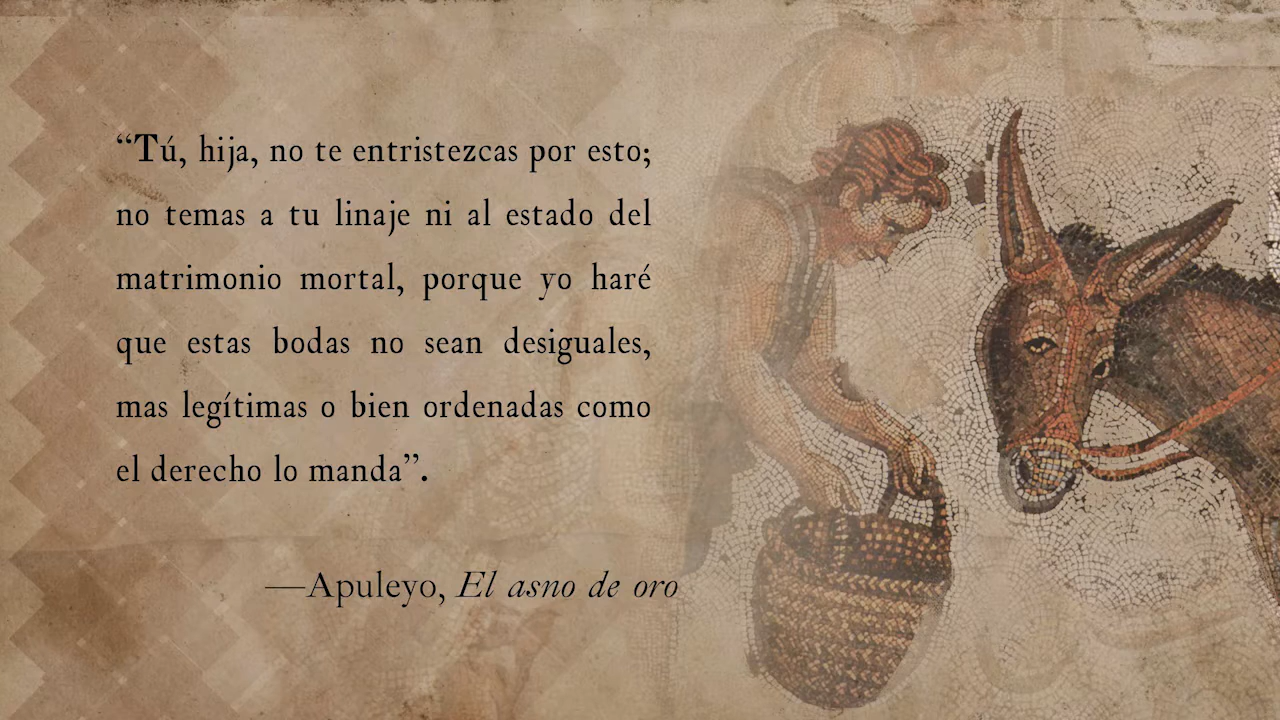 “Tú, hija, no te entristezcas por esto;
no temas a tu linaje ni al estado del
matrimonio mortal, porque yo haré
que estas bodas no sean desiguales,
mas legítimas o bien ordenadas como
el derecho lo manda”.
—Apuleyo, El asno de oro